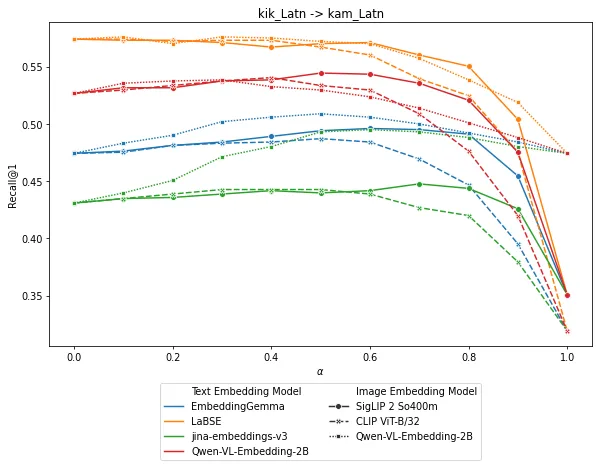 kik_Latn -> kam_Latn
Recall@1
0.55
0.50
0.45
0.40
0.35
0.0
0.2
0.4
0.6
0.8
1.0
α
Text Embedding Model
EmbeddingGemma
LaBSE
jina-embeddings-v3
Qwen-VL-Embedding-2B
Image Embedding Model
SigLIP 2 So400m
CLIP ViT-B/32
Qwen-VL-Embedding-2B